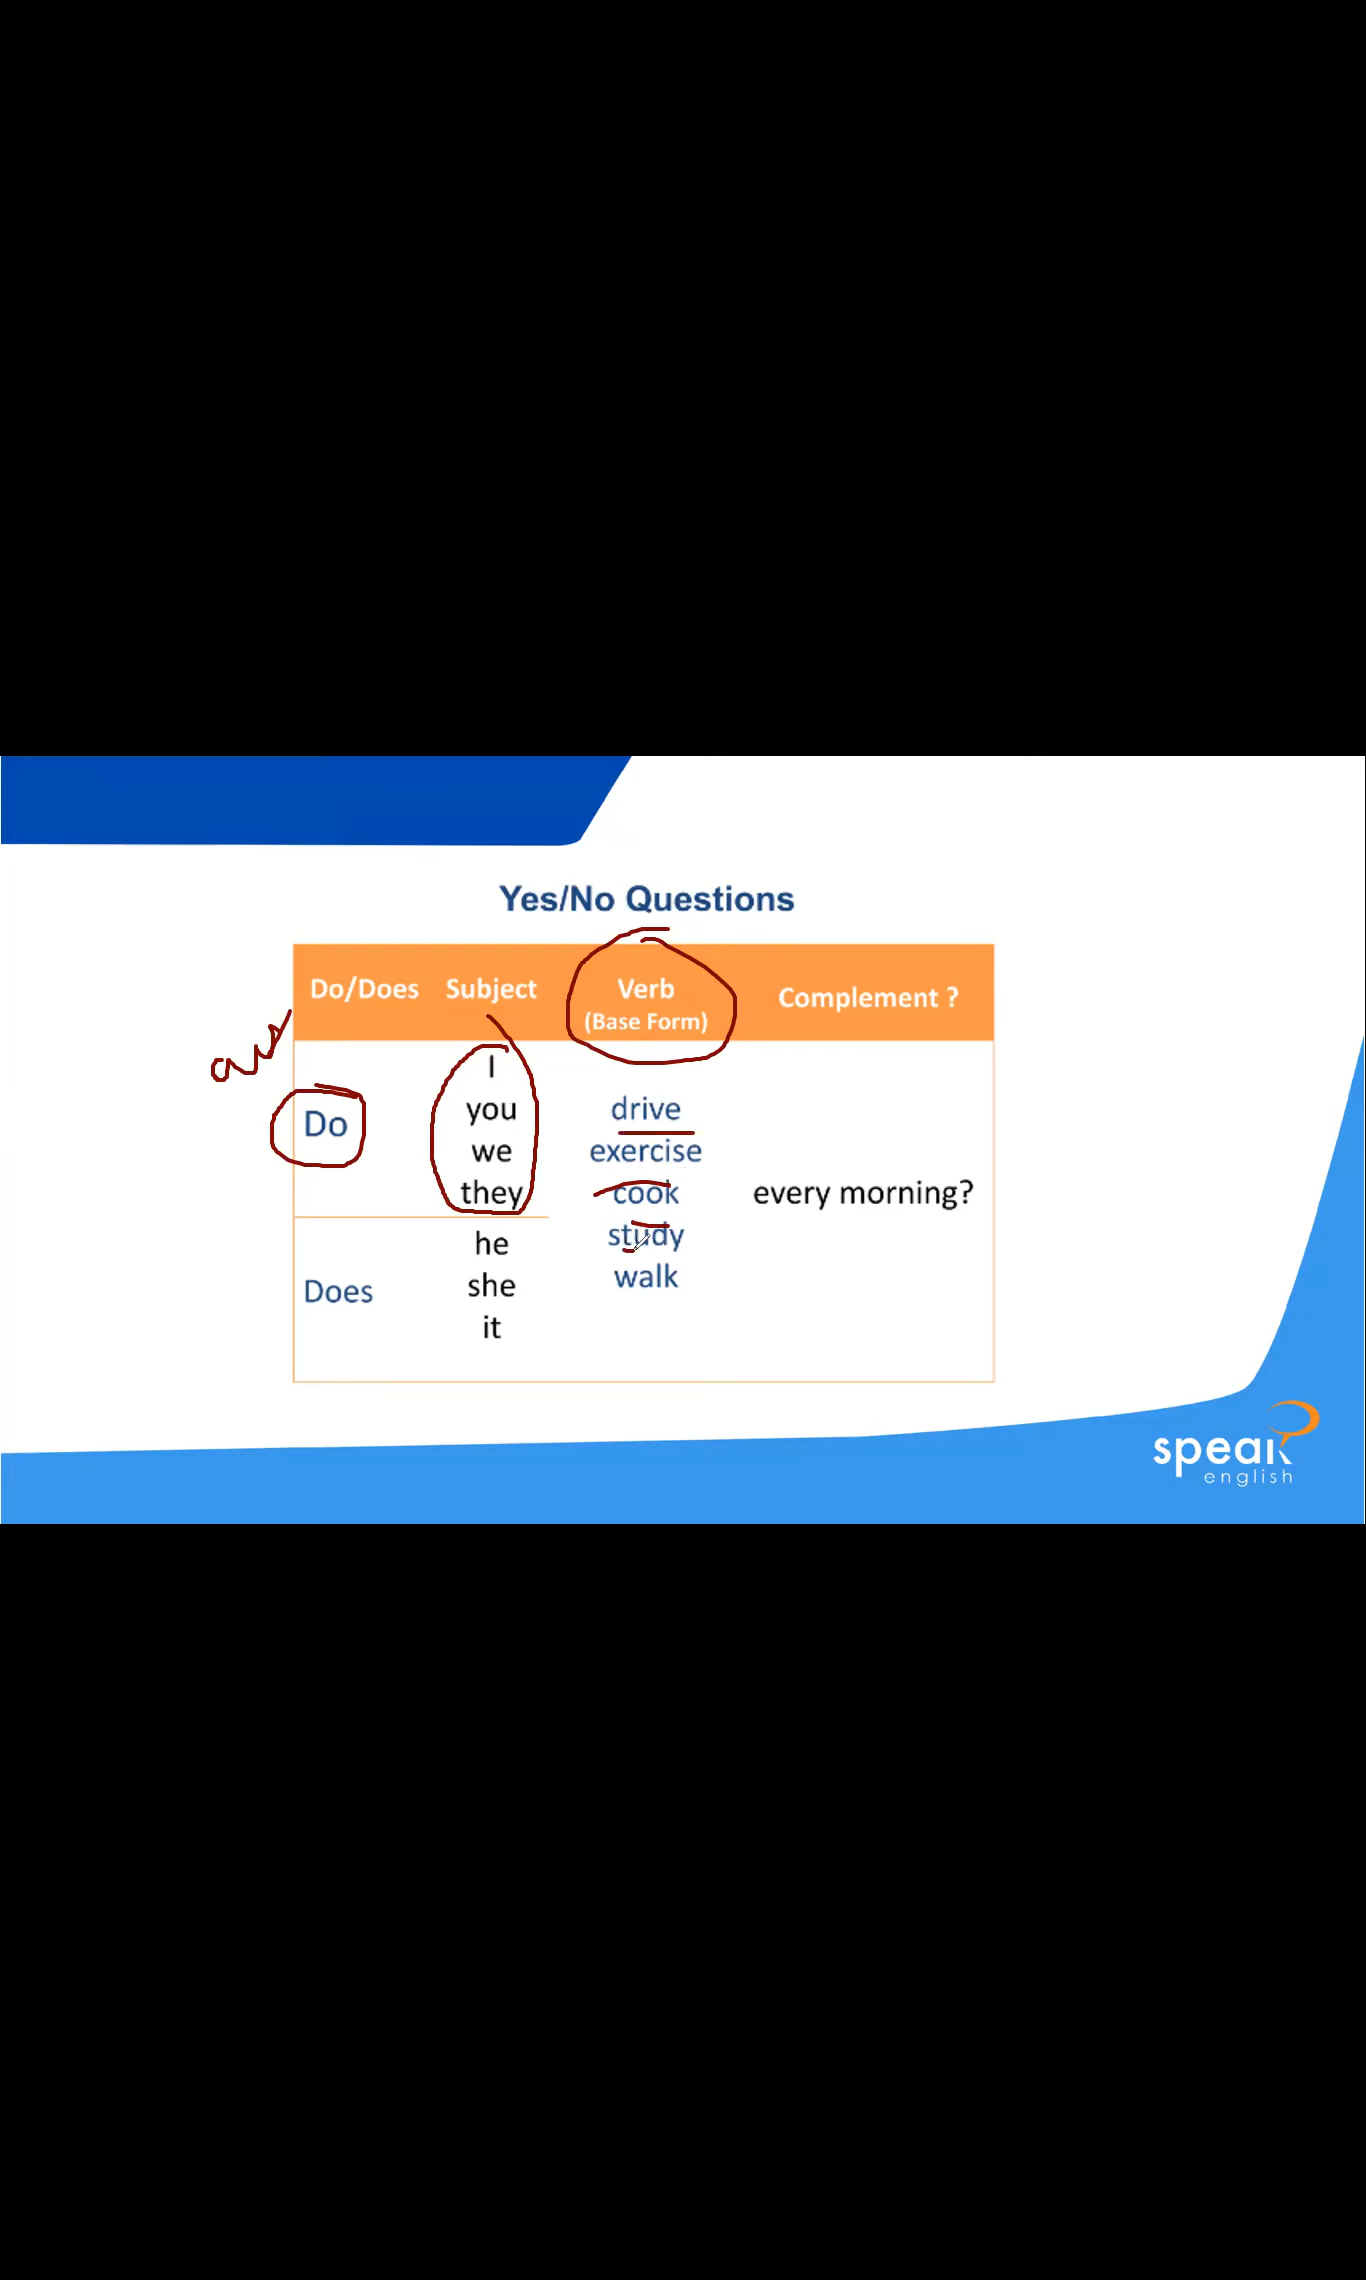 Yes/No Questions
Do/Does Subject Verb Complement ?
(Base Form)
Do
I
you
we
they
Does
he
she
it
drive
exercise
cook
study
walk
every morning?
speak
english